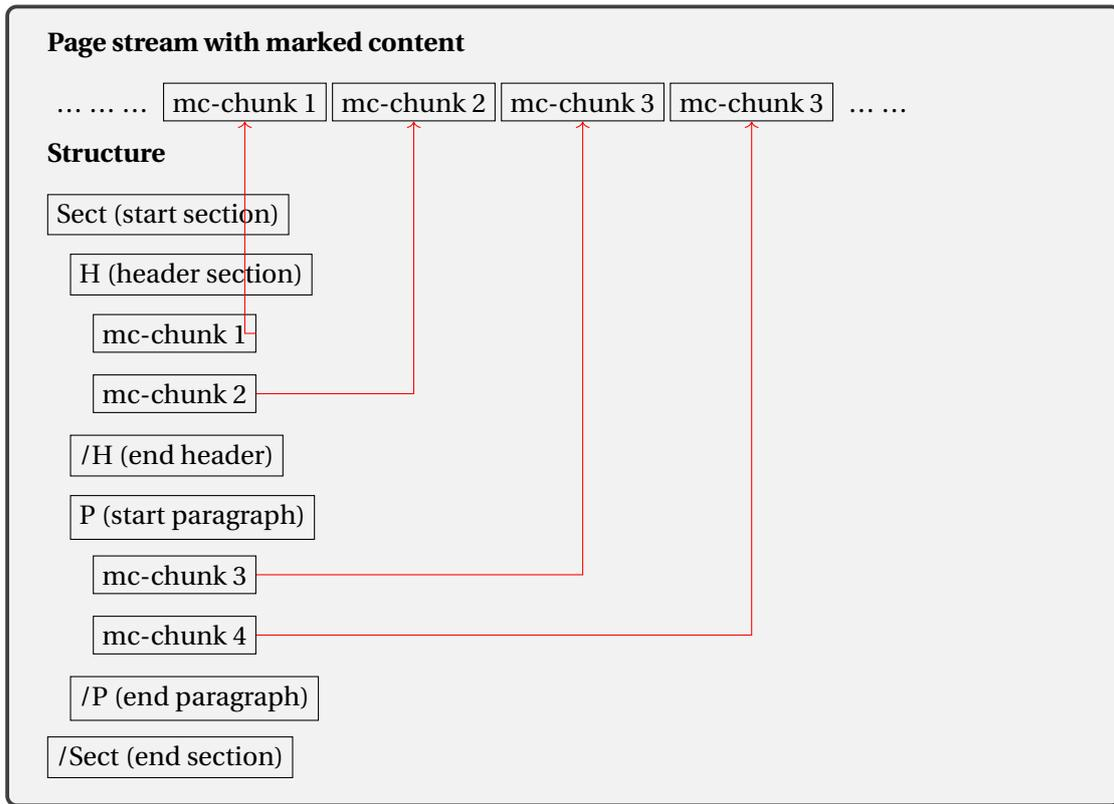 Page stream with marked content
… … … mc-chunk 1 mc-chunk 2 mc-chunk 3 mc-chunk 3 … …
Structure
Sect (start section)
H (header section)
mc-chunk 1
mc-chunk 2
/H (end header)
P (start paragraph)
mc-chunk 3
mc-chunk 4
/P (end paragraph)
/Sect (end section)